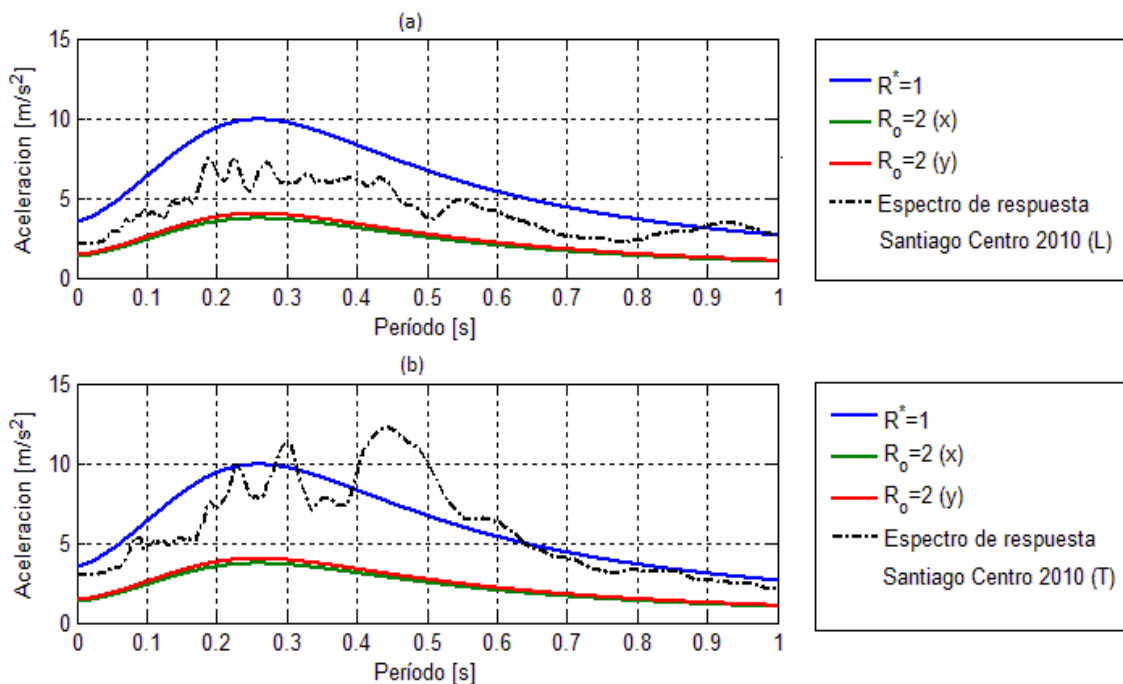 (a)
Aceleracion [m/s²]
15
10
5
0
0 0.1 0.2 0.3 0.4 0.5 0.6 0.7 0.8 0.9 1
Período [s]
R*=1
Rₒ=2 (x)
Rₒ=2 (y)
Espectro de respuesta
Santiago Centro 2010 (L)
(b)
Aceleracion [m/s²]
15
10
5
0
0 0.1 0.2 0.3 0.4 0.5 0.6 0.7 0.8 0.9 1
Período [s]
R*=1
Rₒ=2 (x)
Rₒ=2 (y)
Espectro de respuesta
Santiago Centro 2010 (T)